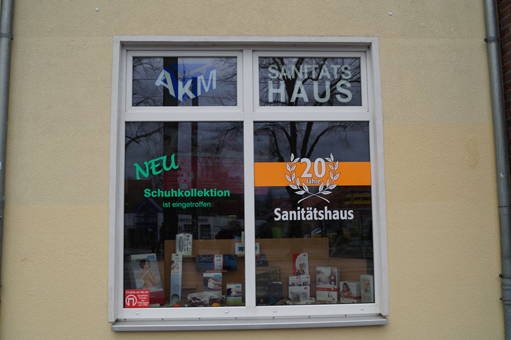 AKM
SANITÄTS
HAUS
NEU
Schuhkollektion
ist eingetroffen
20
Jahre
Sanitätshaus